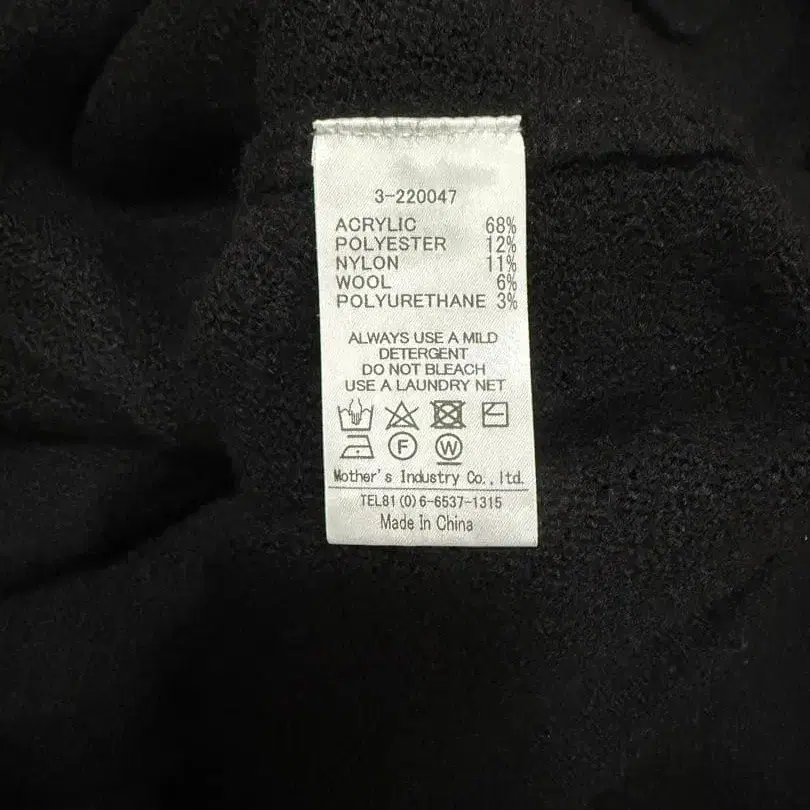 3-220047
ACRYLIC 68%
POLYESTER 12%
NYLON 11%
WOOL 6%
POLYURETHANE 3%
ALWAYS USE A MILD
DETERGENT
DO NOT BLEACH
USE A LAUNDRY NET
F W
Mother's Industry Co., ltd.
TEL81(0)6-6537-1315
Made in China